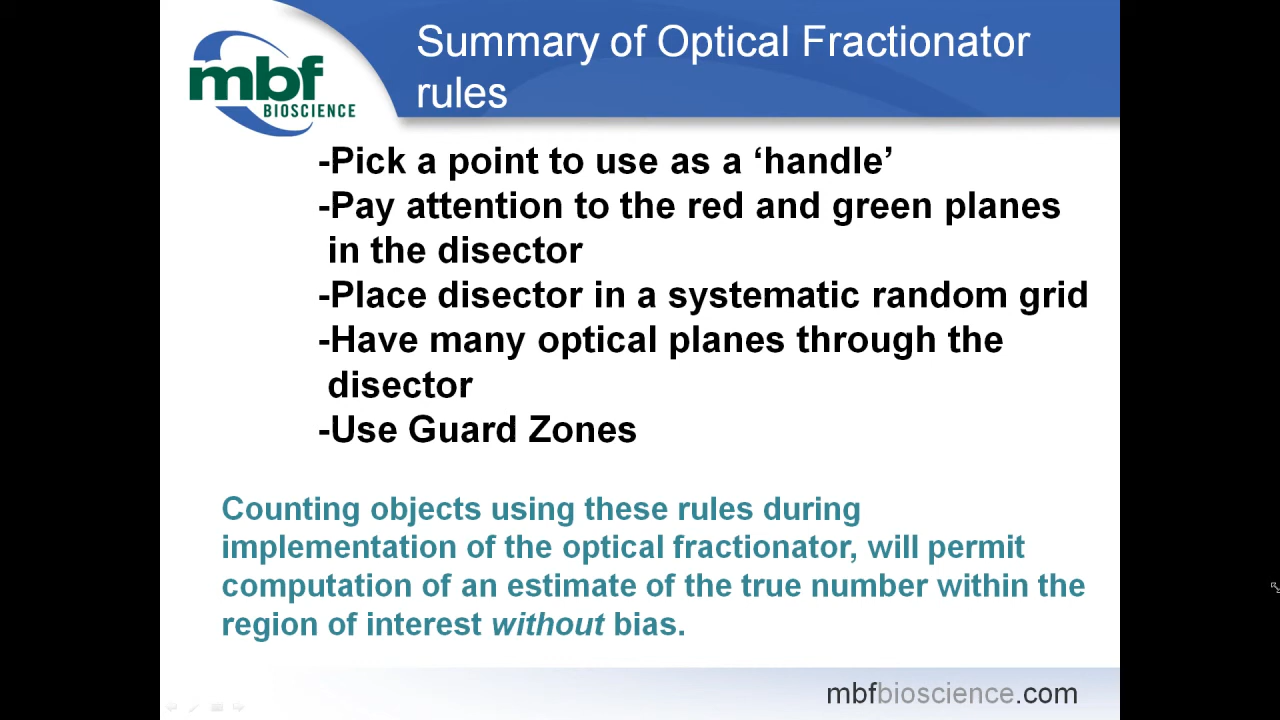 mbf
BIOSCIENCE
Summary of Optical Fractionator
rules
-Pick a point to use as a ‘handle’
-Pay attention to the red and green planes
in the disector
-Place disector in a systematic random grid
-Have many optical planes through the
disector
-Use Guard Zones
Counting objects using these rules during
implementation of the optical fractionator, will permit
computation of an estimate of the true number within the
region of interest without bias.
mbfbioscience.com